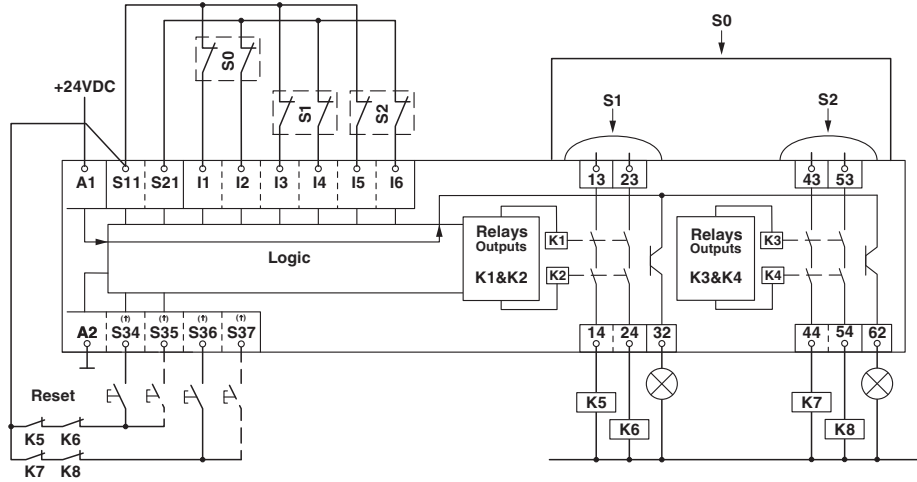 S0
+24VDC
S0
S1
S2
S1
S2
A1 S11 S21 I1 I2 I3 I4 I5 I6
13 23
43 53
Logic
Relays
Outputs
K1&K2
K1
K2
Relays
Outputs
K3&K4
K3
K4
(↑) (↑) (↑) (↑)
A2 S34 S35 S36 S37
14 24 32
44 54 62
Reset
K5 K6
K7 K8
K5
K6
K7
K8